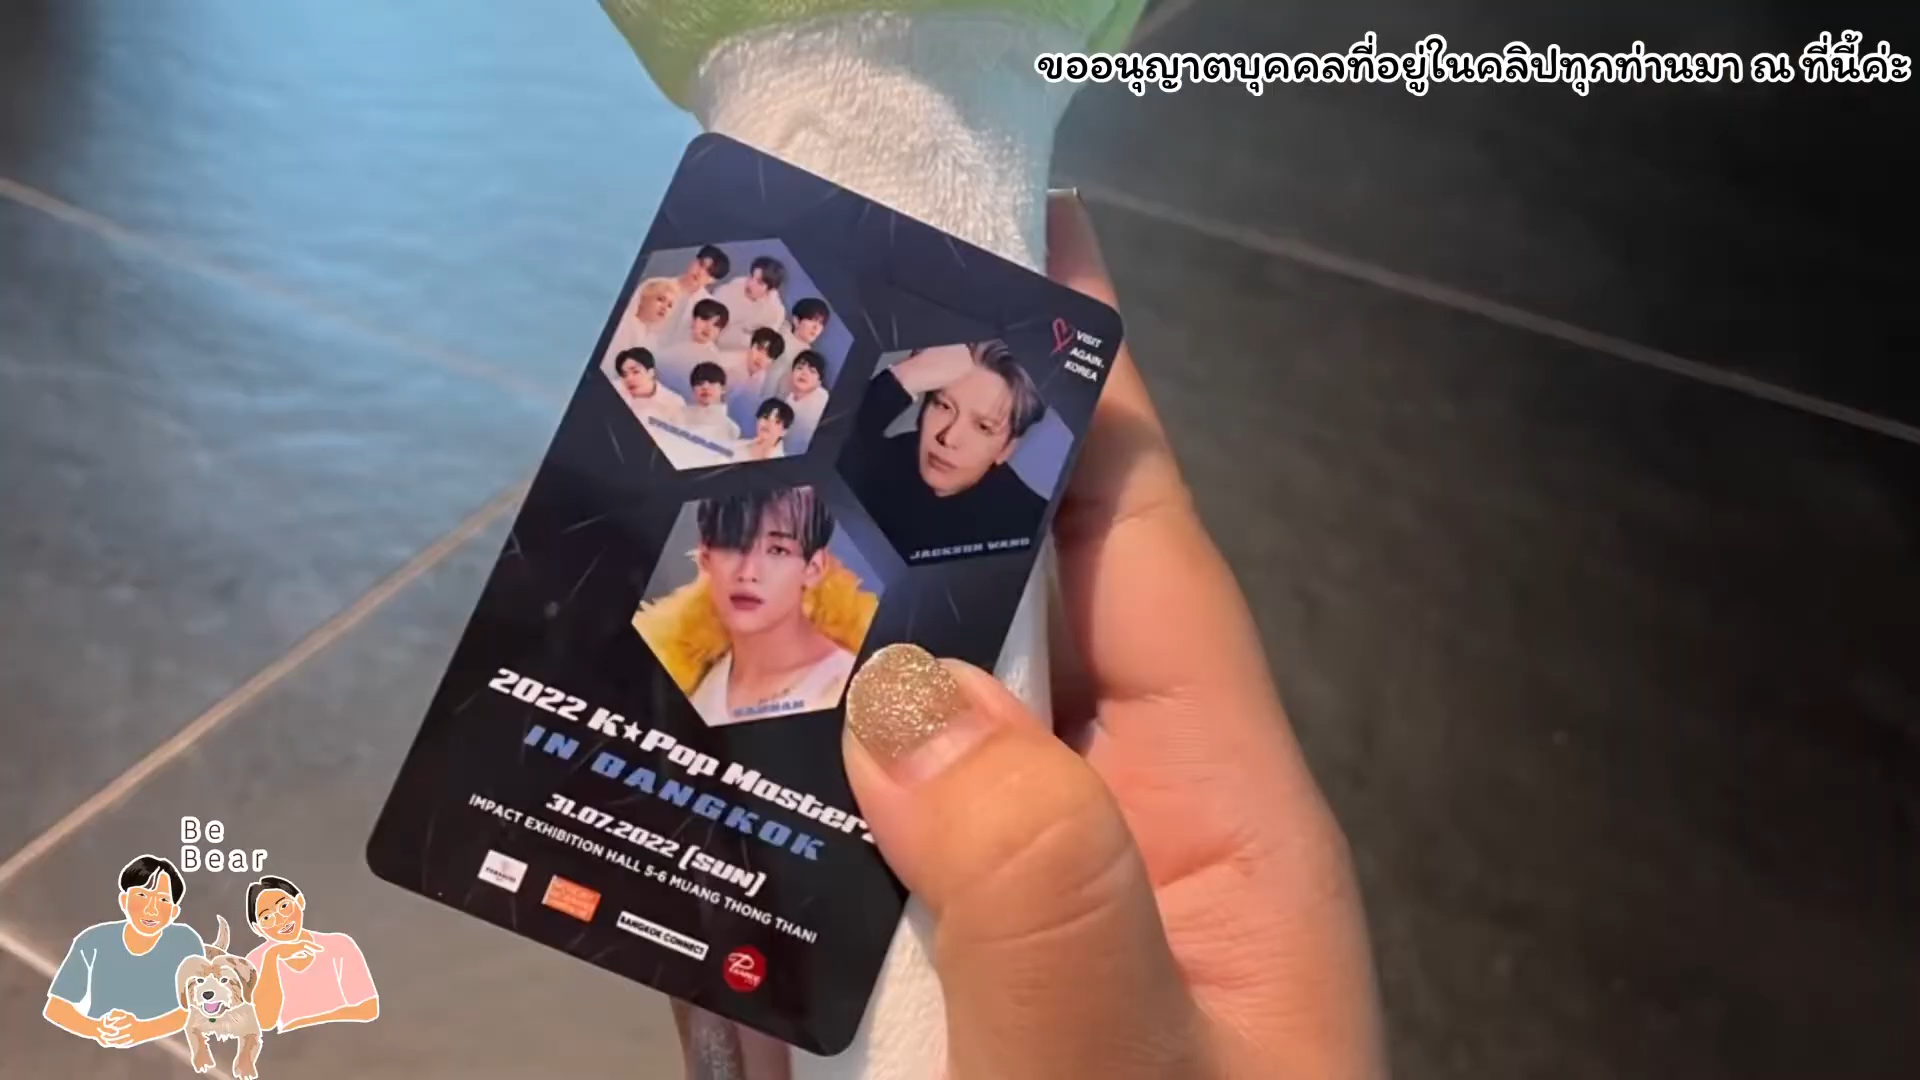 ขออนุญาตบุคคลที่อยู่ในคลิปทุกท่านมา ณ ที่นี้ค่ะ
VISIT
AGAIN,
KOREA
TREASURE
JACKSON WANG
BAMBAM
2022 K★Pop Masterz
IN BANGKOK
31.07.2022 (SUN)
IMPACT EXHIBITION HALL 5-6 MUANG THONG THANI
BANGKOK CONNECT
Be
Bear